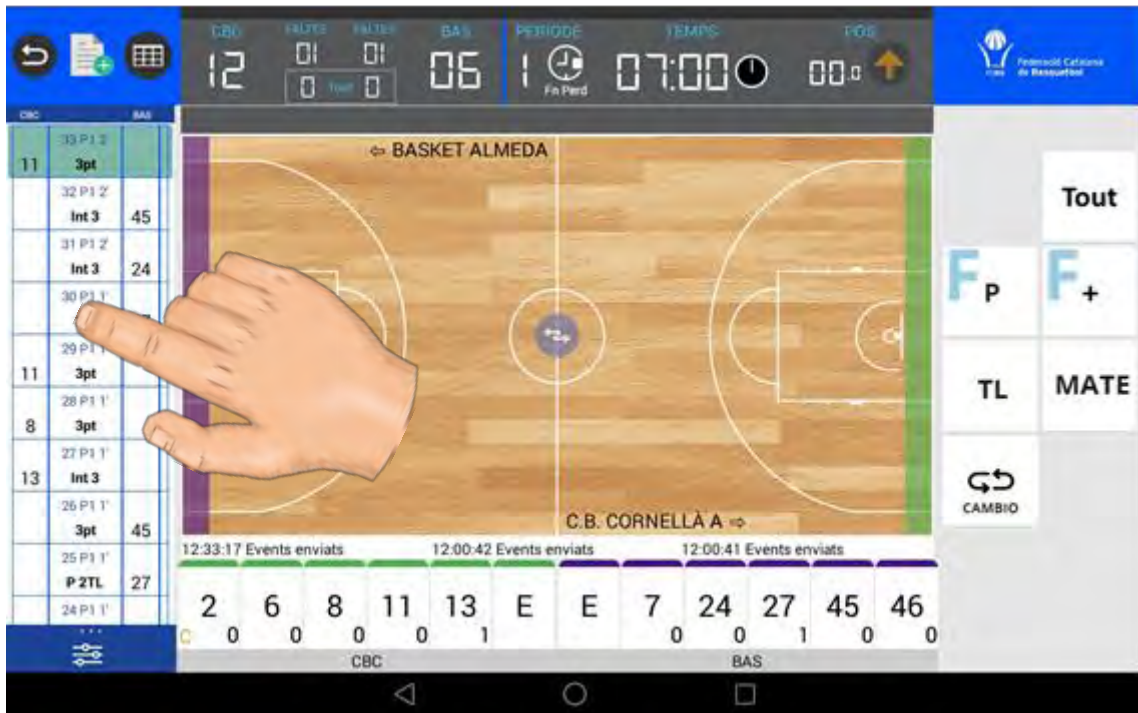 CBC FALTES FALTES BAS PERIODE TEMPS POS
12 01 01 06 1 07:00 00.0
0 Tout 0
Fn Perd
Federació Catalana
de Basquetbol
CBC BAS
33 P1 2'
11 3pt
32 P1 2'
Int 3 45
31 P1 2'
Int 3 24
30 P1 1'
29 P1 1'
11 3pt
28 P1 1'
8 3pt
27 P1 1'
13 Int 3
26 P1 1'
3pt 45
25 P1 1'
P 2TL 27
24 P1 1'
⇦ BASKET ALMEDA
C.B. CORNELLÀ A ⇨
Tout
F P
F +
TL
MATE
CAMBIO
12:33:17 Events enviats 12:00:42 Events enviats 12:00:41 Events enviats
2 6 8 11 13 E E 7 24 27 45 46
C 0 0 0 0 1 0 0 1 0 0
CBC BAS